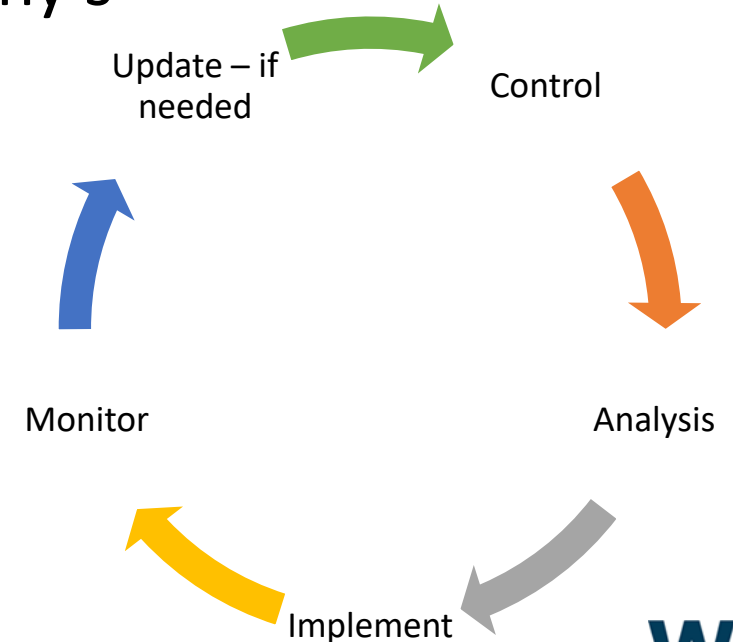 Update – if
needed
Control
Analysis
Implement
Monitor